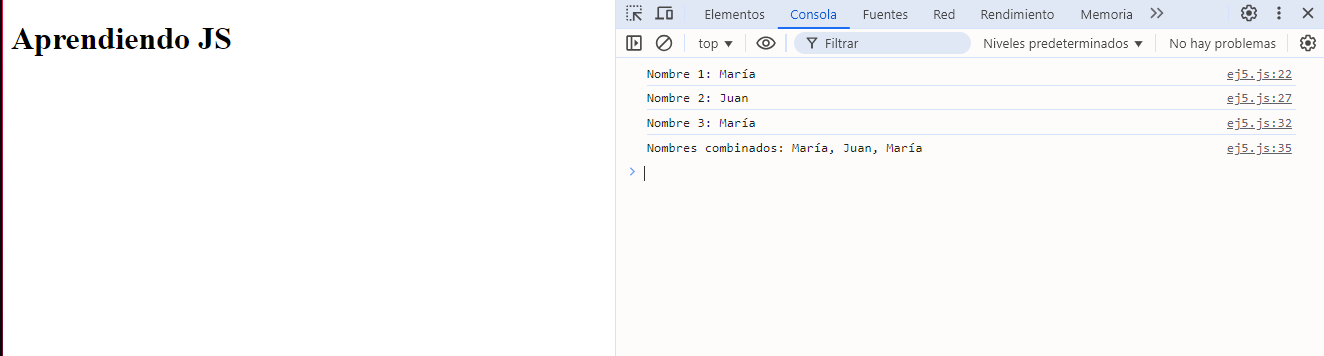 Aprendiendo JS
Elementos Consola Fuentes Red Rendimiento Memoria
top Filtrar Niveles predeterminados No hay problemas
Nombre 1: María ej5.js:22
Nombre 2: Juan ej5.js:27
Nombre 3: María ej5.js:32
Nombres combinados: María, Juan, María ej5.js:35